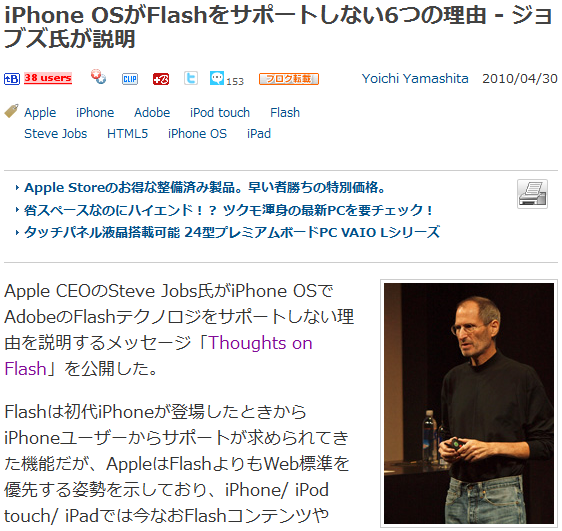 iPhone OSがFlashをサポートしない6つの理由 - ジョ
ブズ氏が説明
B! 38 users CLIP +B t 153 ブログ転載 Yoichi Yamashita 2010/04/30
Apple iPhone Adobe iPod touch Flash
Steve Jobs HTML5 iPhone OS iPad
Apple Storeのお得な整備済み製品。早い者勝ちの特別価格。
省スペースなのにハイエンド！？ ツクモ渾身の最新PCを要チェック！
タッチパネル液晶搭載可能 24型プレミアムボードPC VAIO Lシリーズ
Apple CEOのSteve Jobs氏がiPhone OSで
AdobeのFlashテクノロジをサポートしない理
由を説明するメッセージ「Thoughts on
Flash」を公開した。
Flashは初代iPhoneが登場したときから
iPhoneユーザーからサポートが求められてき
た機能だが、AppleはFlashよりもWeb標準を
優先する姿勢を示しており、iPhone/ iPod
touch/ iPadでは今なおFlashコンテンツや